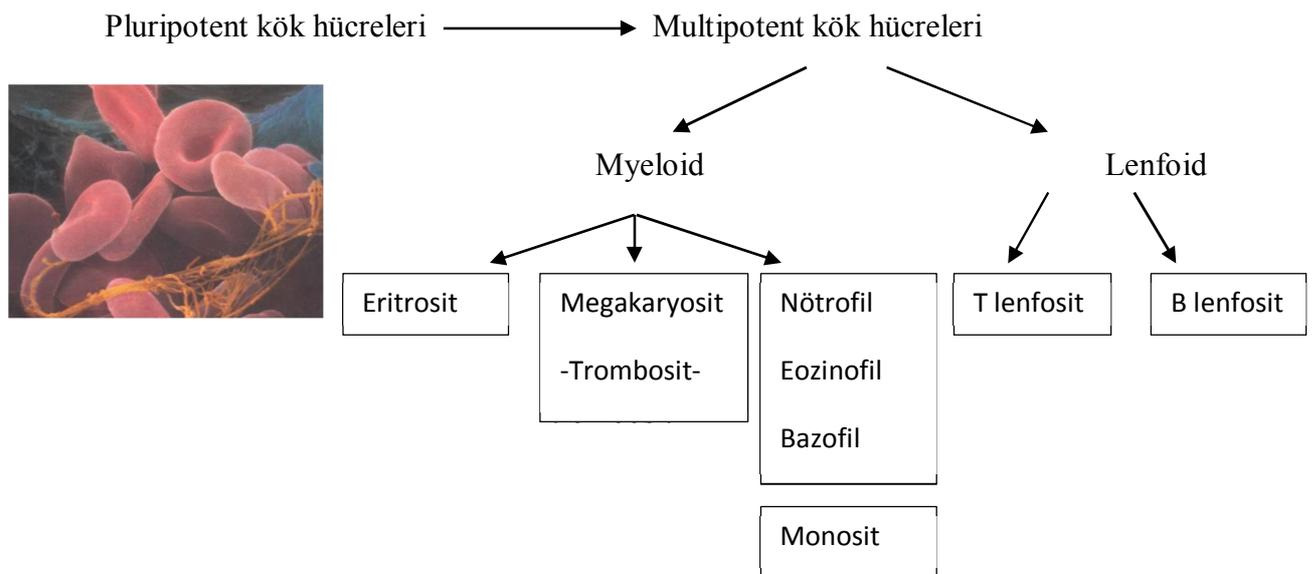 Pluripotent kök hücreleri
Multipotent kök hücreleri
Myeloid
Lenfoid
Eritrosit
Megakaryosit
-Trombosit-
Nötrofil
Eozinofil
Bazofil
Monosit
T lenfosit
B lenfosit